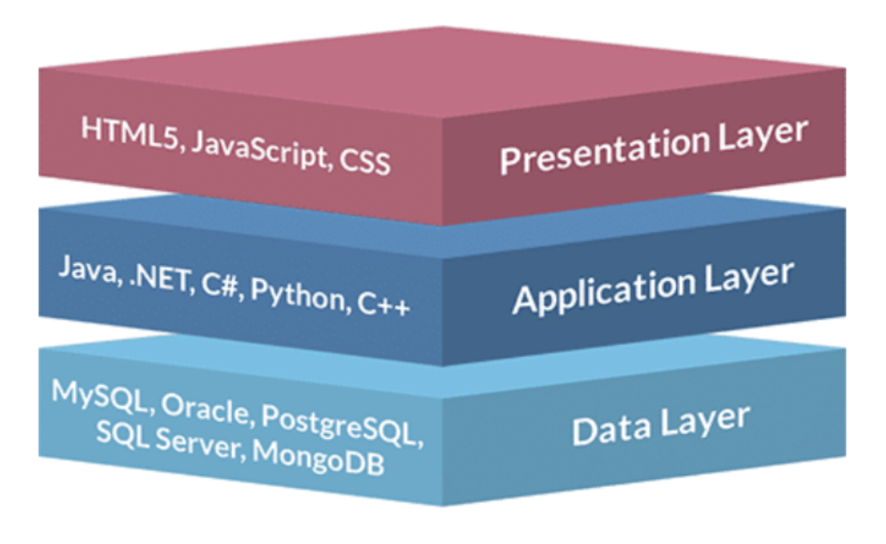 HTML5, JavaScript, CSS
Presentation Layer
Java, .NET, C#, Python, C++
Application Layer
MySQL, Oracle, PostgreSQL,
SQL Server, MongoDB
Data Layer